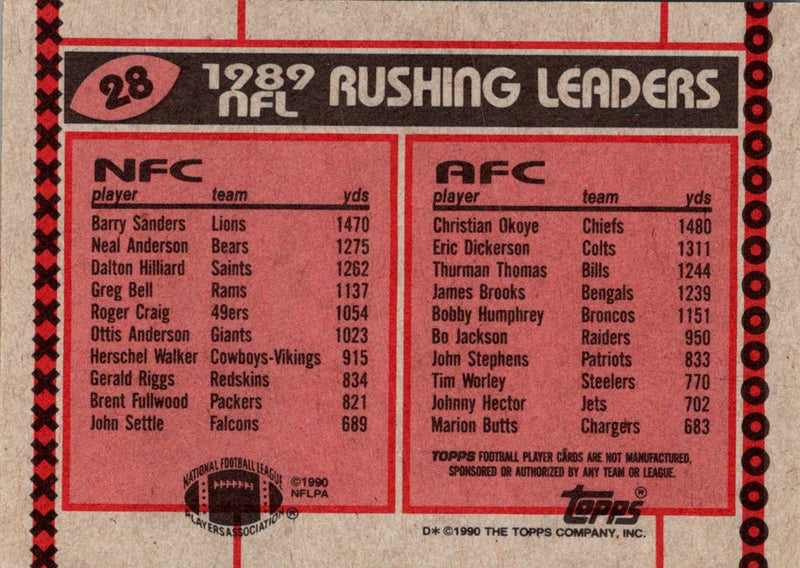 28
1989 NFL RUSHING LEADERS
NFC
player team yds
Barry Sanders Lions 1470
Neal Anderson Bears 1275
Dalton Hilliard Saints 1262
Greg Bell Rams 1137
Roger Craig 49ers 1054
Ottis Anderson Giants 1023
Herschel Walker Cowboys-Vikings 915
Gerald Riggs Redskins 834
Brent Fullwood Packers 821
John Settle Falcons 689
NATIONAL FOOTBALL LEAGUE
PLAYERS ASSOCIATION®
©1990
NFLPA
AFC
player team yds
Christian Okoye Chiefs 1480
Eric Dickerson Colts 1311
Thurman Thomas Bills 1244
James Brooks Bengals 1239
Bobby Humphrey Broncos 1151
Bo Jackson Raiders 950
John Stephens Patriots 833
Tim Worley Steelers 770
Johnny Hector Jets 702
Marion Butts Chargers 683
TOPPS FOOTBALL PLAYER CARDS ARE NOT MANUFACTURED,
SPONSORED OR AUTHORIZED BY ANY TEAM OR LEAGUE.
Topps®
D* ©1990 THE TOPPS COMPANY, INC.